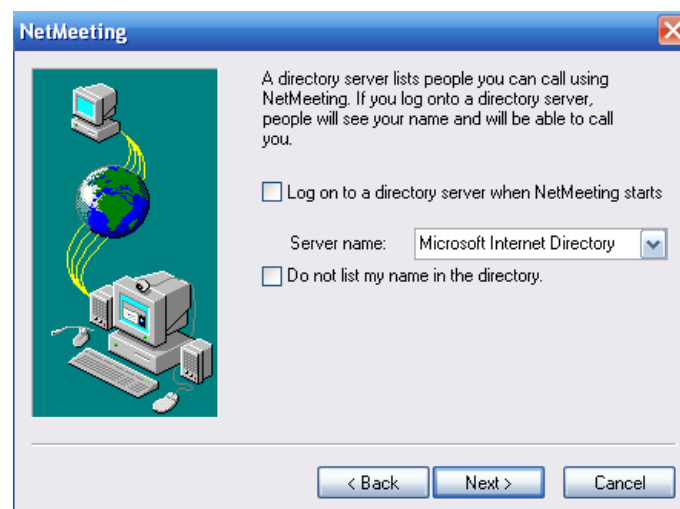 NetMeeting
A directory server lists people you can call using
NetMeeting. If you log onto a directory server,
people will see your name and will be able to call
you.
Log on to a directory server when NetMeeting starts
Server name: Microsoft Internet Directory
Do not list my name in the directory.
< Back Next > Cancel